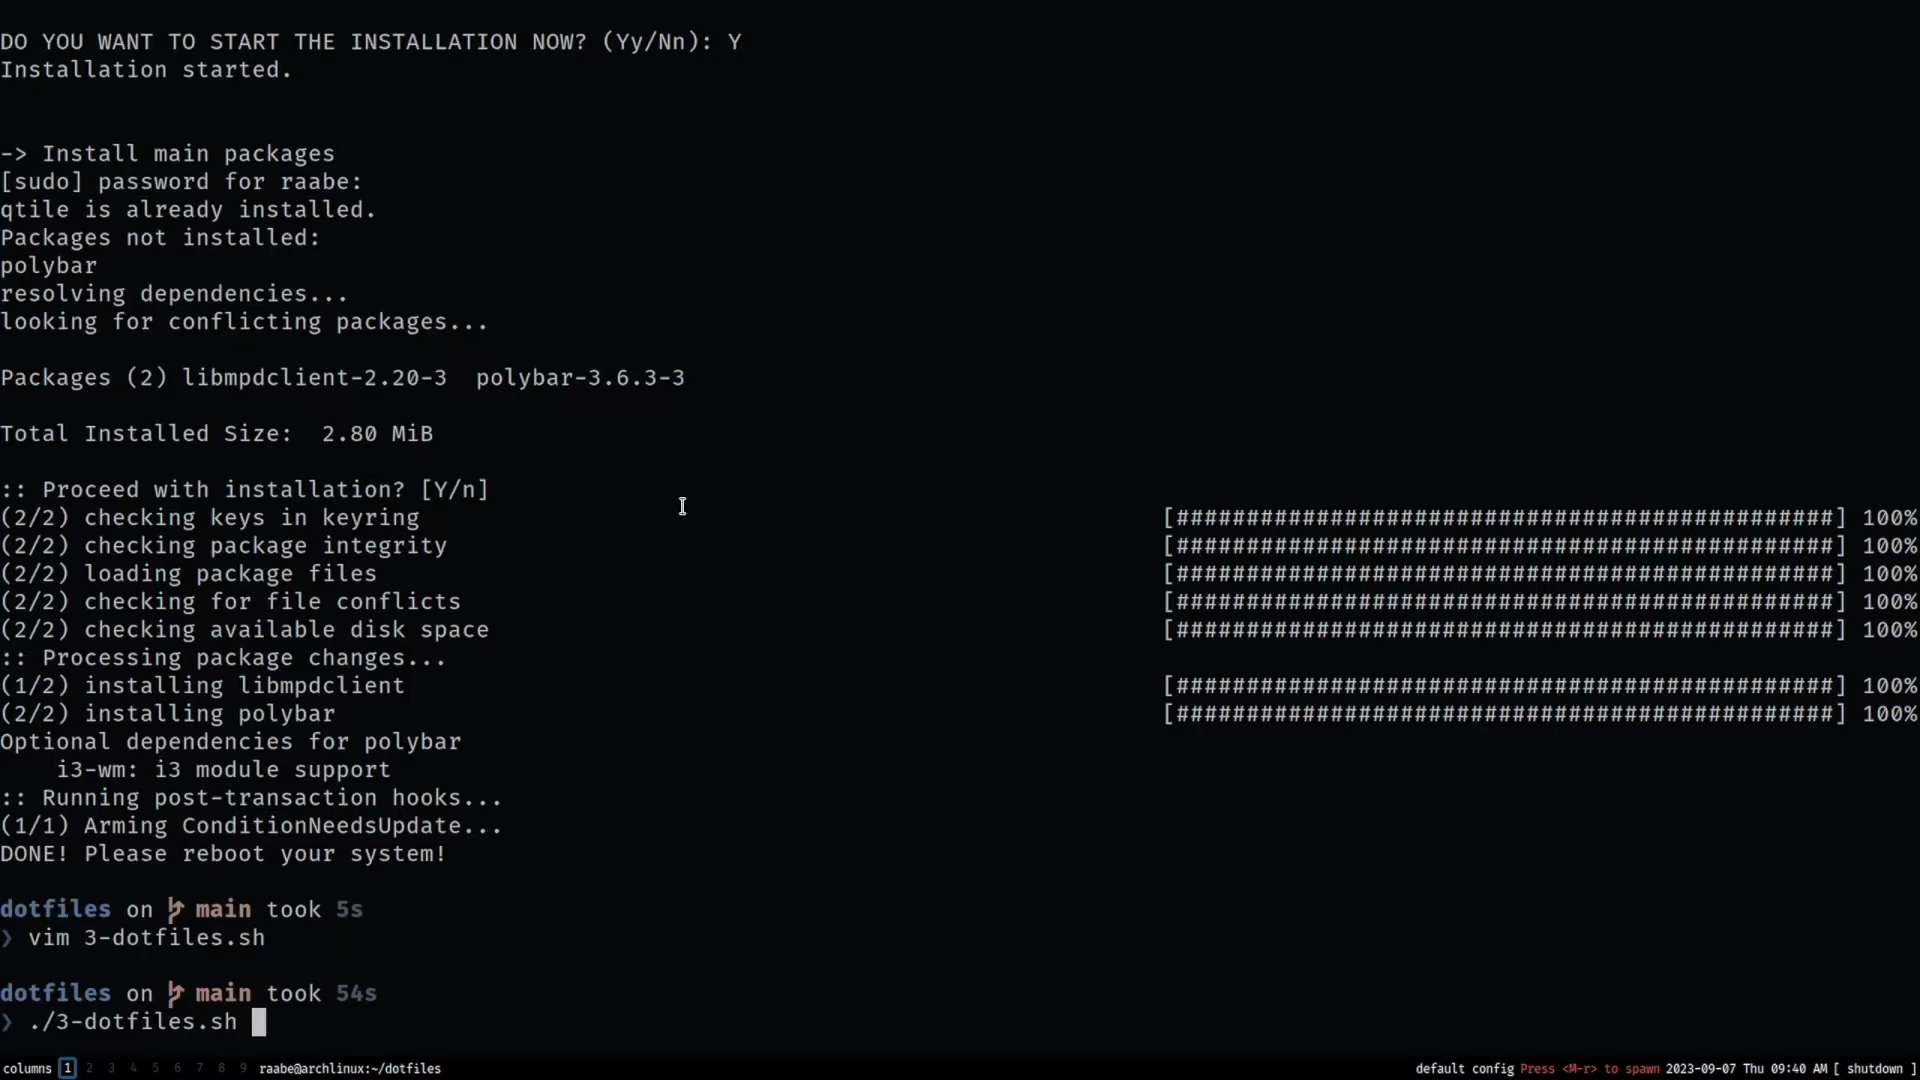 DO YOU WANT TO START THE INSTALLATION NOW? (Yy/Nn): Y
Installation started.
-> Install main packages
[sudo] password for raabe:
qtile is already installed.
Packages not installed:
polybar
resolving dependencies...
looking for conflicting packages...
Packages (2) libmpdclient-2.20-3  polybar-3.6.3-3
Total Installed Size:  2.80 MiB
:: Proceed with installation? [Y/n]
(2/2) checking keys in keyring [###############################################] 100%
(2/2) checking package integrity [###############################################] 100%
(2/2) loading package files [###############################################] 100%
(2/2) checking for file conflicts [###############################################] 100%
(2/2) checking available disk space [###############################################] 100%
:: Processing package changes...
(1/2) installing libmpdclient [###############################################] 100%
(2/2) installing polybar [###############################################] 100%
Optional dependencies for polybar
    i3-wm: i3 module support
:: Running post-transaction hooks...
(1/1) Arming ConditionNeedsUpdate...
DONE! Please reboot your system!
dotfiles on main took 5s
❯ vim 3-dotfiles.sh
dotfiles on main took 54s
❯ ./3-dotfiles.sh
columns 1 2 3 4 5 6 7 8 9 raabe@archlinux:~/dotfiles default config Press <M-r> to spawn 2023-09-07 Thu 09:40 AM [ shutdown ]